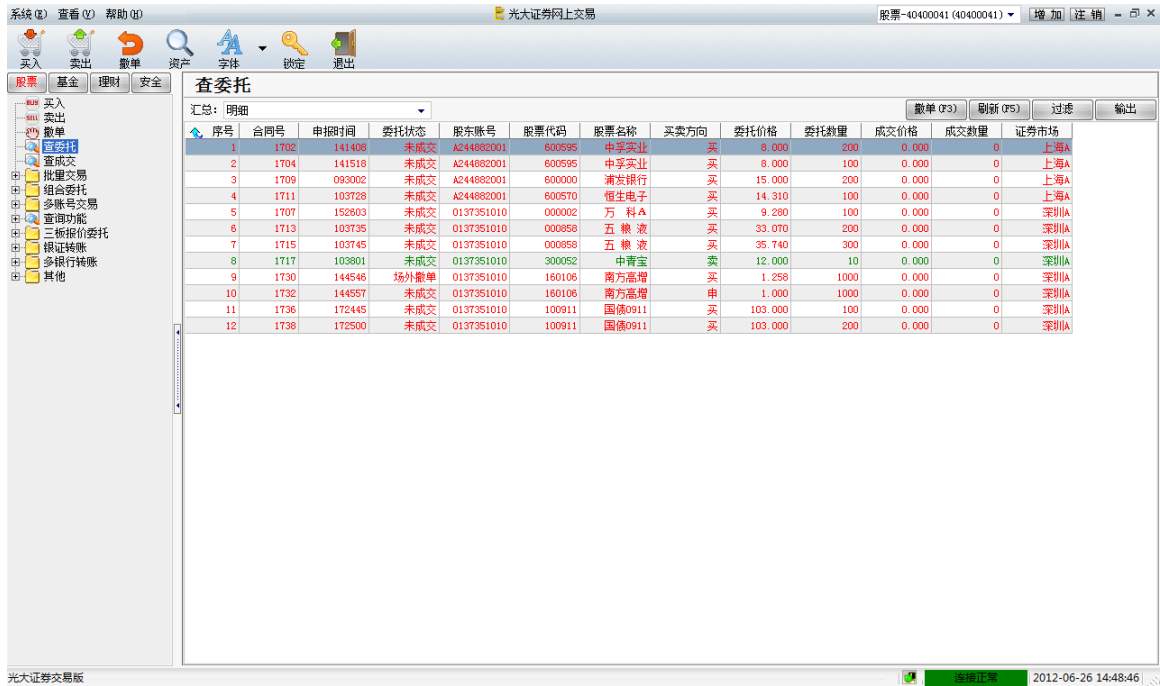 系统(E) 查看(V) 帮助(H) 光大证券网上交易 股票-40400041(40400041) 增 加 注 销
买入 卖出 撤单 资产 字体 锁定 退出
股票 基金 理财 安全
BUY 买入
SELL 卖出
撤单
查委托
查成交
批量交易
组合委托
多账号交易
查询功能
三板报价委托
银证转账
多银行转账
其他
查委托
汇总: 明细 撤单(F3) 刷新(F5) 过滤 输出
序号 合同号 申报时间 委托状态 股东账号 股票代码 股票名称 买卖方向 委托价格 委托数量 成交价格 成交数量 证券市场
1 1702 141408 未成交 A244882001 600595 中孚实业 买 8.000 200 0.000 0 上海A
2 1704 141518 未成交 A244882001 600595 中孚实业 买 8.000 100 0.000 0 上海A
3 1709 093002 未成交 A244882001 600000 浦发银行 买 15.000 200 0.000 0 上海A
4 1711 103728 未成交 A244882001 600570 恒生电子 买 14.310 100 0.000 0 上海A
5 1707 152603 未成交 0137351010 000002 万 科A 买 9.280 100 0.000 0 深圳A
6 1713 103735 未成交 0137351010 000858 五 粮 液 买 33.070 200 0.000 0 深圳A
7 1715 103745 未成交 0137351010 000858 五 粮 液 买 35.740 300 0.000 0 深圳A
8 1717 103801 未成交 0137351010 300052 中青宝 卖 12.000 10 0.000 0 深圳A
9 1730 144546 场外撤单 0137351010 160106 南方高增 买 1.258 1000 0.000 0 深圳A
10 1732 144557 未成交 0137351010 160106 南方高增 申 1.000 1000 0.000 0 深圳A
11 1736 172445 未成交 0137351010 100911 国债0911 买 103.000 100 0.000 0 深圳A
12 1738 172500 未成交 0137351010 100911 国债0911 买 103.000 200 0.000 0 深圳A
光大证券交易版 连接正常 2012-06-26 14:48:46